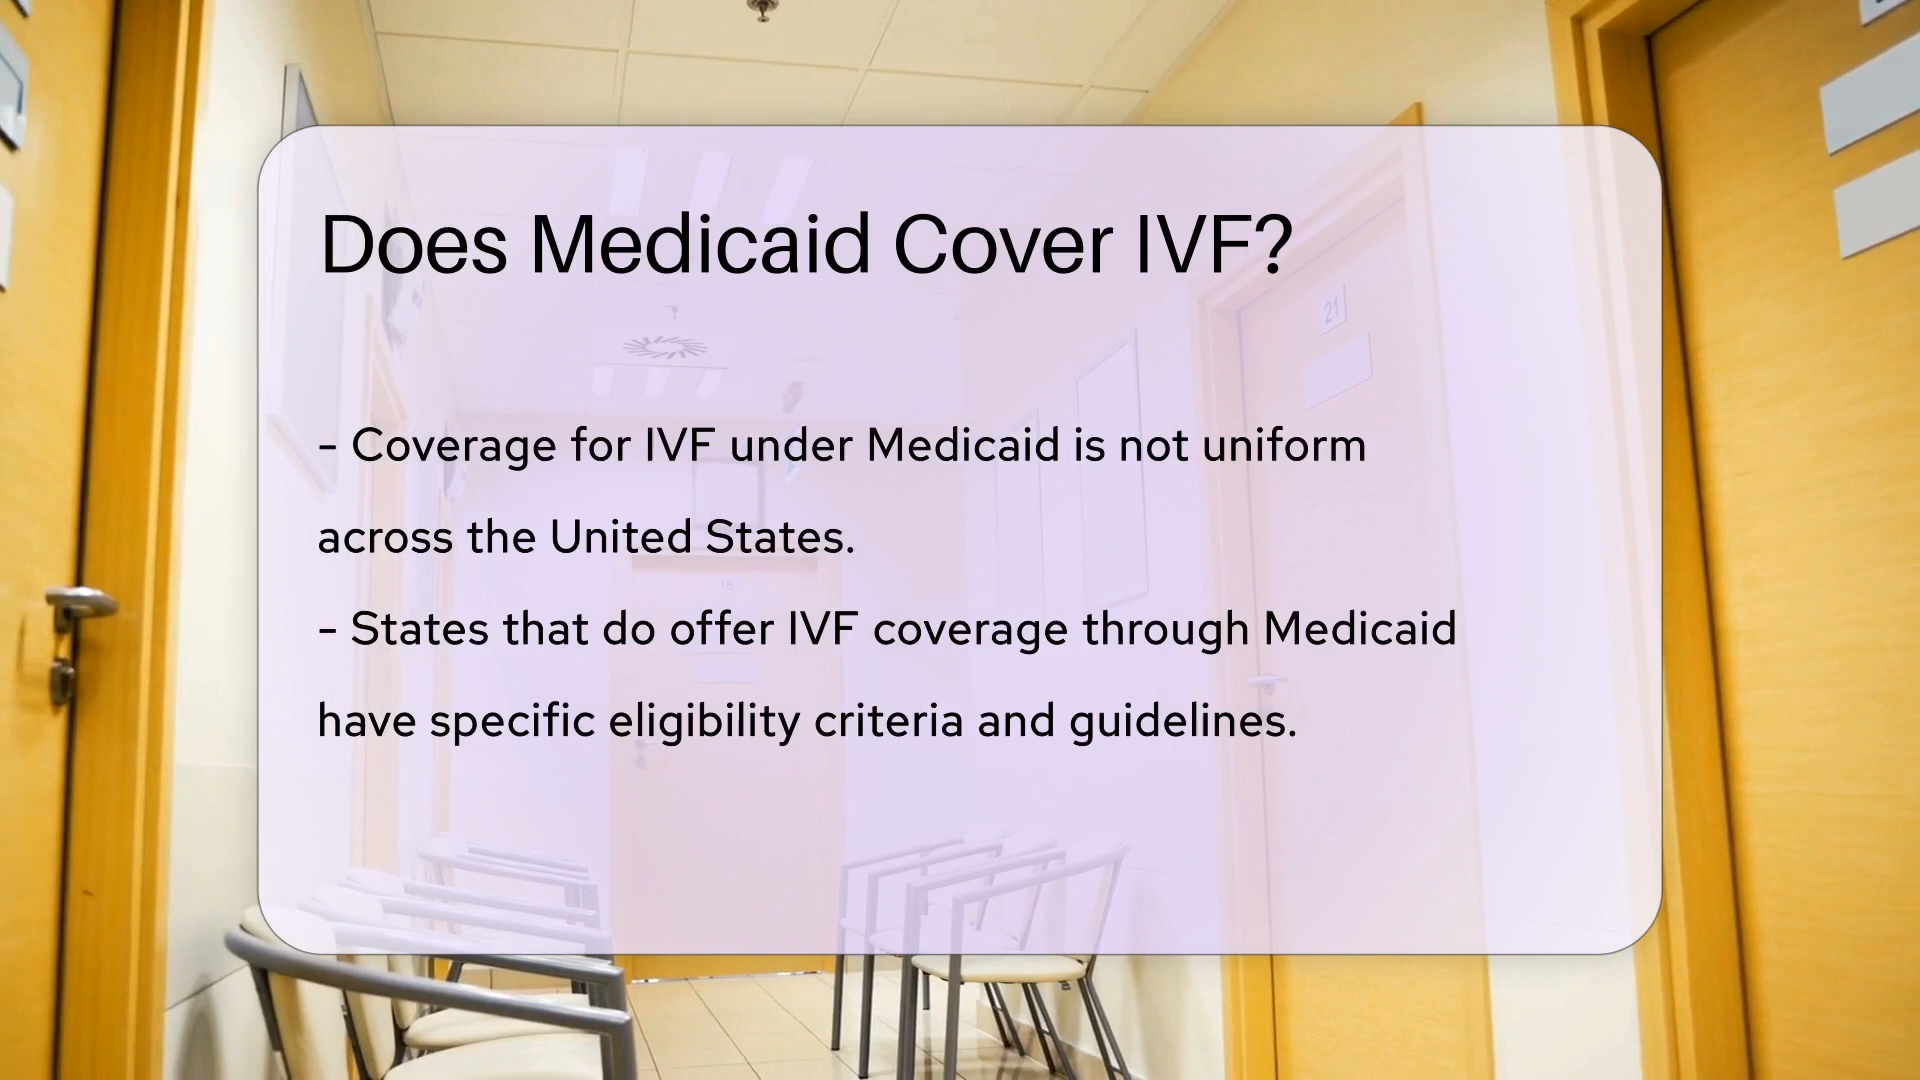 Does Medicaid Cover IVF?
- Coverage for IVF under Medicaid is not uniform
across the United States.
- States that do offer IVF coverage through Medicaid
have specific eligibility criteria and guidelines.
21
18